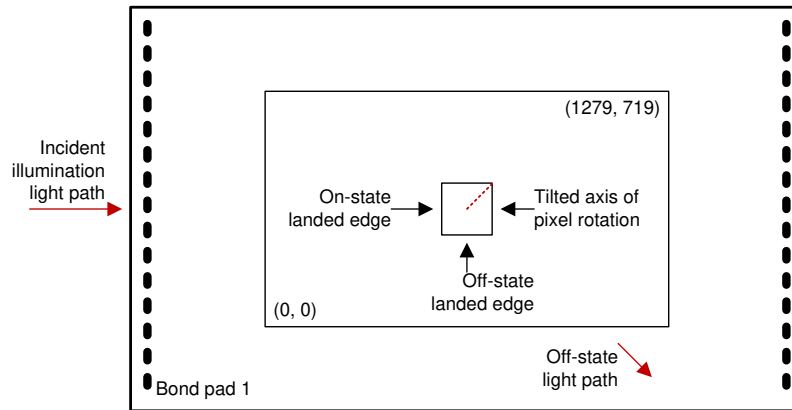 (1279, 719)
Incident
illumination
light path
On-state
landed edge
Tilted axis of
pixel rotation
Off-state
landed edge
(0, 0)
Off-state
light path
Bond pad 1